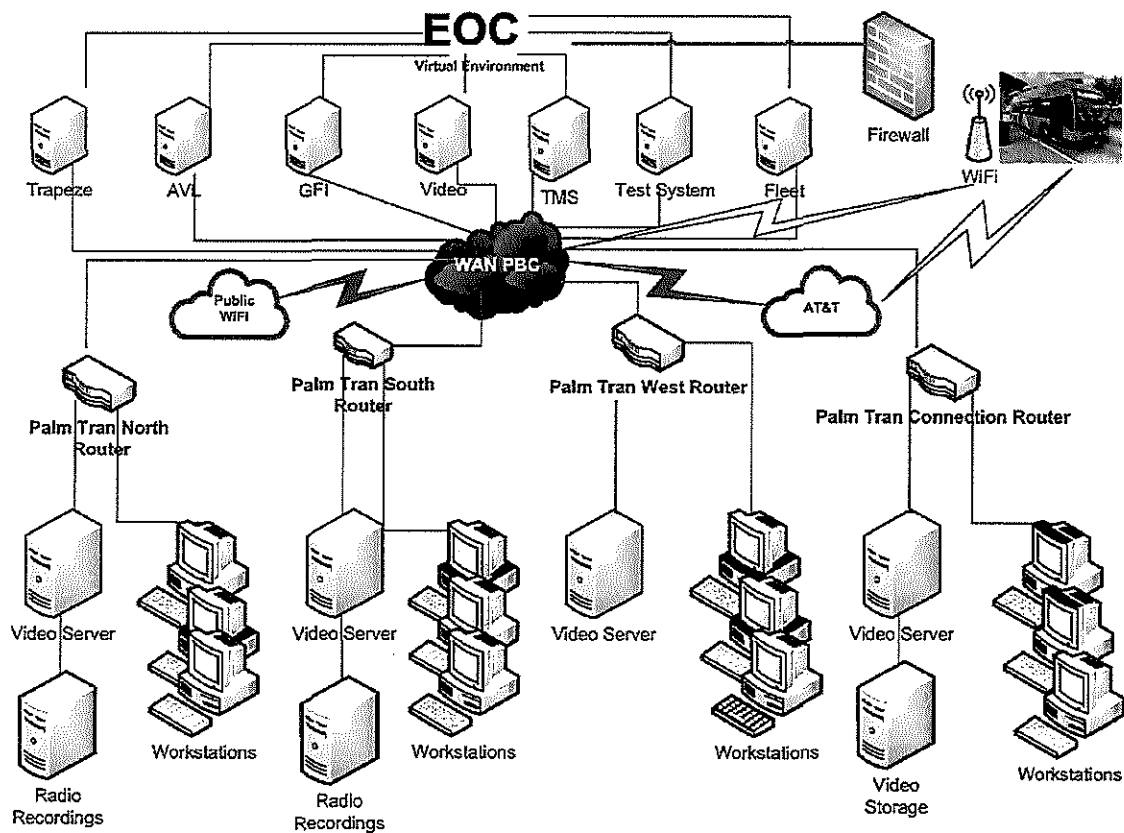 EOC
Virtual Environment
Trapeze
AVL
GFI
Video
TMS
Test System
Fleet
Firewall
WiFi
WAN PBC
Public
WiFi
AT&T
Palm Tran North
Router
Palm Tran South
Router
Palm Tran West Router
Palm Tran Connection Router
Video Server
Video Server
Video Server
Video Server
Workstations
Workstations
Workstations
Workstations
Radio
Recordings
Radio
Recordings
Video
Storage